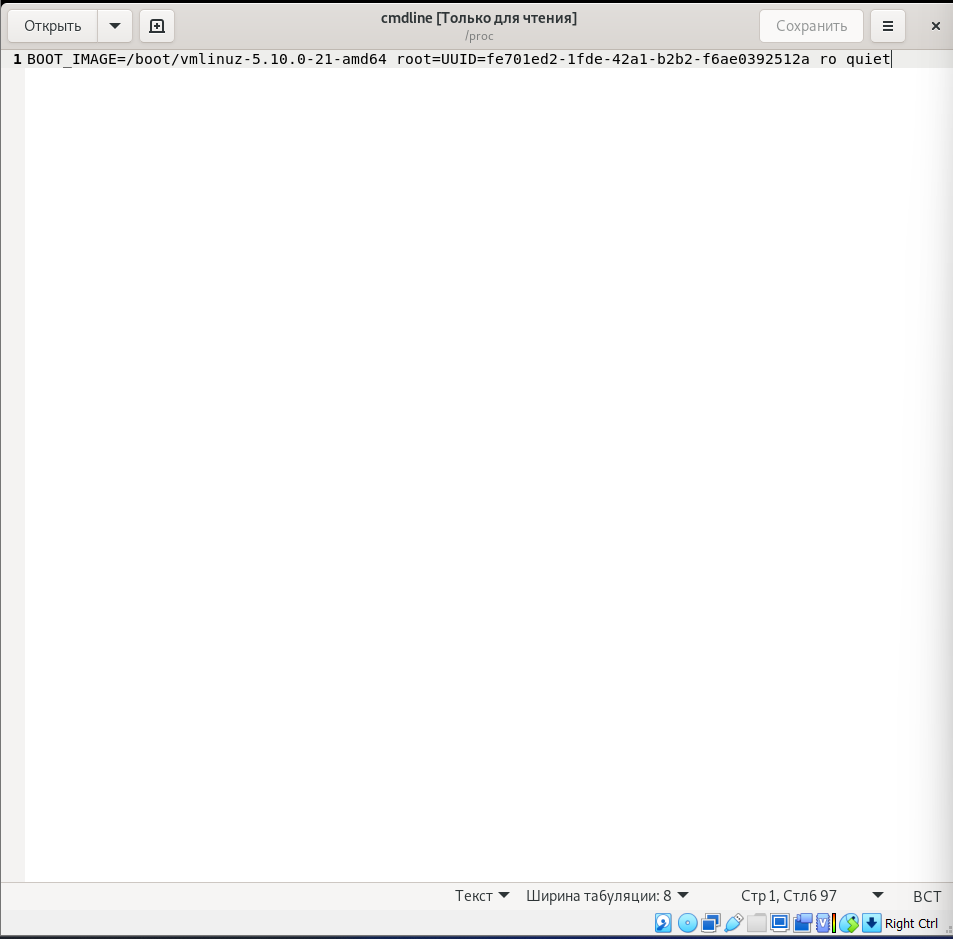 Открыть
cmdline [Только для чтения]
/proc
Сохранить
1 BOOT_IMAGE=/boot/vmlinuz-5.10.0-21-amd64 root=UUID=fe701ed2-1fde-42a1-b2b2-f6ae0392512a ro quiet
Текст Ширина табуляции: 8 Стр 1, Стлб 97 ВСТ
Right Ctrl